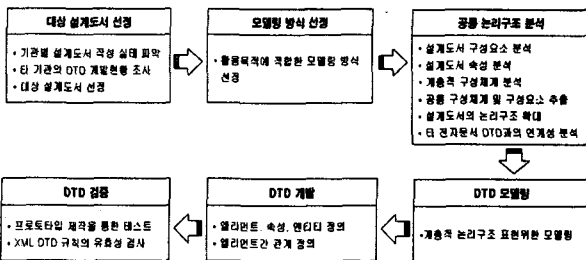 대상 설계도서 선정
• 기관별 설계도서 작성 실태 파악
• 타 기관의 DTD 개발현황 조사
• 대상 설계도서 선정
모델링 방식 선정
• 활용목적에 적합한 모델링 방식
선정
공통 논리구조 분석
• 설계도서 구성요소 분석
• 설계도서 속성 분석
• 계층적 구성체계 분석
• 공통 구성체계 및 구성요소 추출
• 설계도서의 논리구조 확대
• 타 전자문서 DTD과의 연계성 분석
DTD 검증
• 프로토타입 제작을 통한 테스트
• XML DTD 규칙의 유효성 검사
DTD 개발
• 엘리먼트, 속성, 엔티티 정의
• 엘리먼트간 관계 정의
DTD 모델링
• 계층적 논리구조 표현위한 모델링